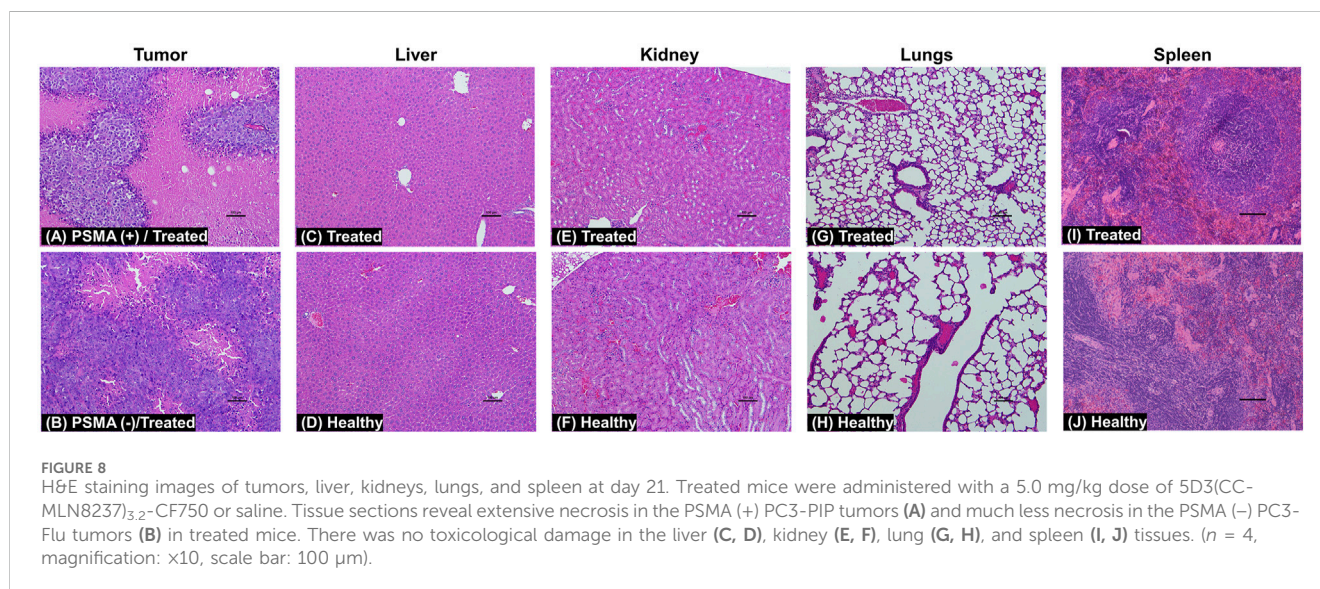 Tumor Liver Kidney Lungs Spleen
(A) PSMA (+) / Treated (C) Treated (E) Treated (G) Treated (I) Treated
(B) PSMA (-)/Treated (D) Healthy (F) Healthy (H) Healthy (J) Healthy
FIGURE 8
H&E staining images of tumors, liver, kidneys, lungs, and spleen at day 21. Treated mice were administered with a 5.0 mg/kg dose of 5D3(CC-
MLN8237)3.2-CF750 or saline. Tissue sections reveal extensive necrosis in the PSMA (+) PC3-PIP tumors (A) and much less necrosis in the PSMA (−) PC3-
Flu tumors (B) in treated mice. There was no toxicological damage in the liver (C, D), kidney (E, F), lung (G, H), and spleen (I, J) tissues. (n = 4,
magnification: ×10, scale bar: 100 μm).